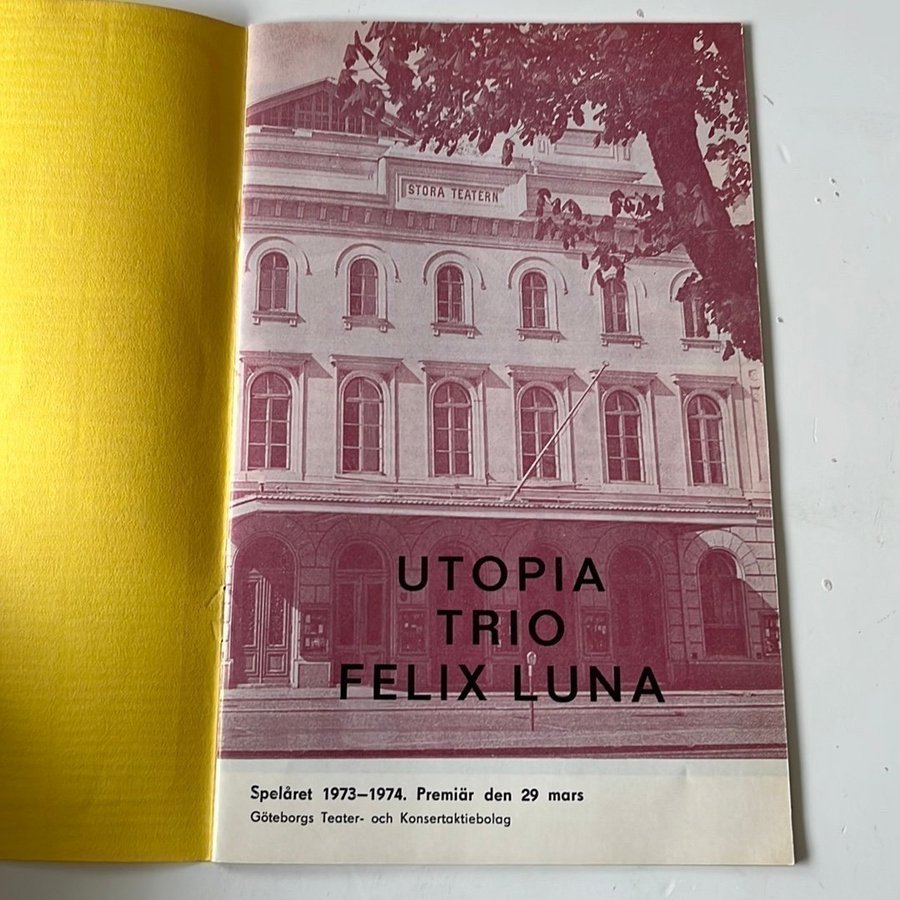 STORA TEATERN
UTOPIA
TRIO
FELIX LUNA
Spelåret 1973–1974. Premiär den 29 mars
Göteborgs Teater- och Konsertaktiebolag